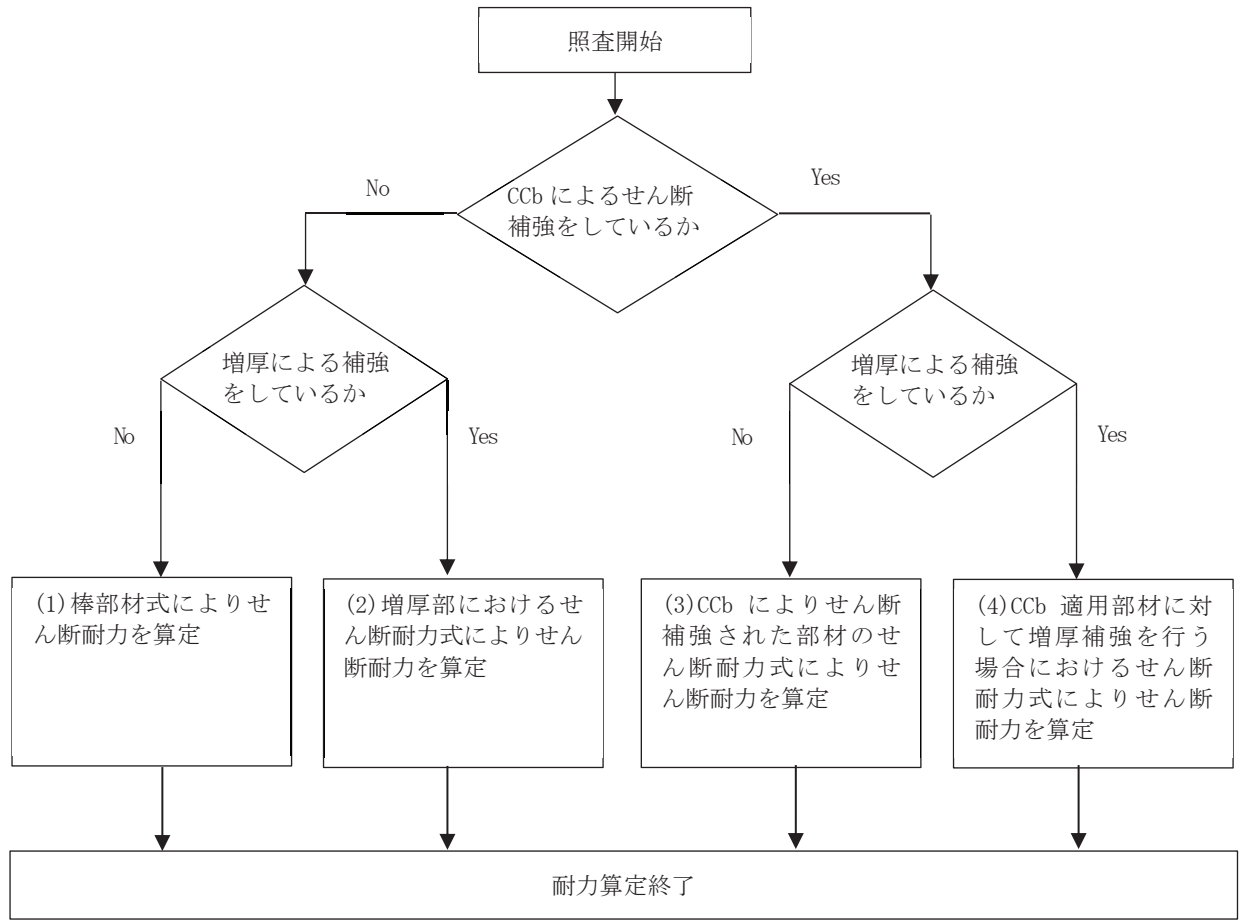 照査開始
No
CCb によるせん断
補強をしているか
Yes
増厚による補強
をしているか
No
Yes
増厚による補強
をしているか
No
Yes
(1)棒部材式によりせ
ん断耐力を算定
(2)増厚部におけるせ
ん断耐力式によりせん
断耐力を算定
(3)CCb によりせん断
補強された部材のせ
ん断耐力式によりせ
ん断耐力を算定
(4)CCb 適用部材に対
して増厚補強を行う
場合におけるせん断
耐力式によりせん断
耐力を算定
耐力算定終了